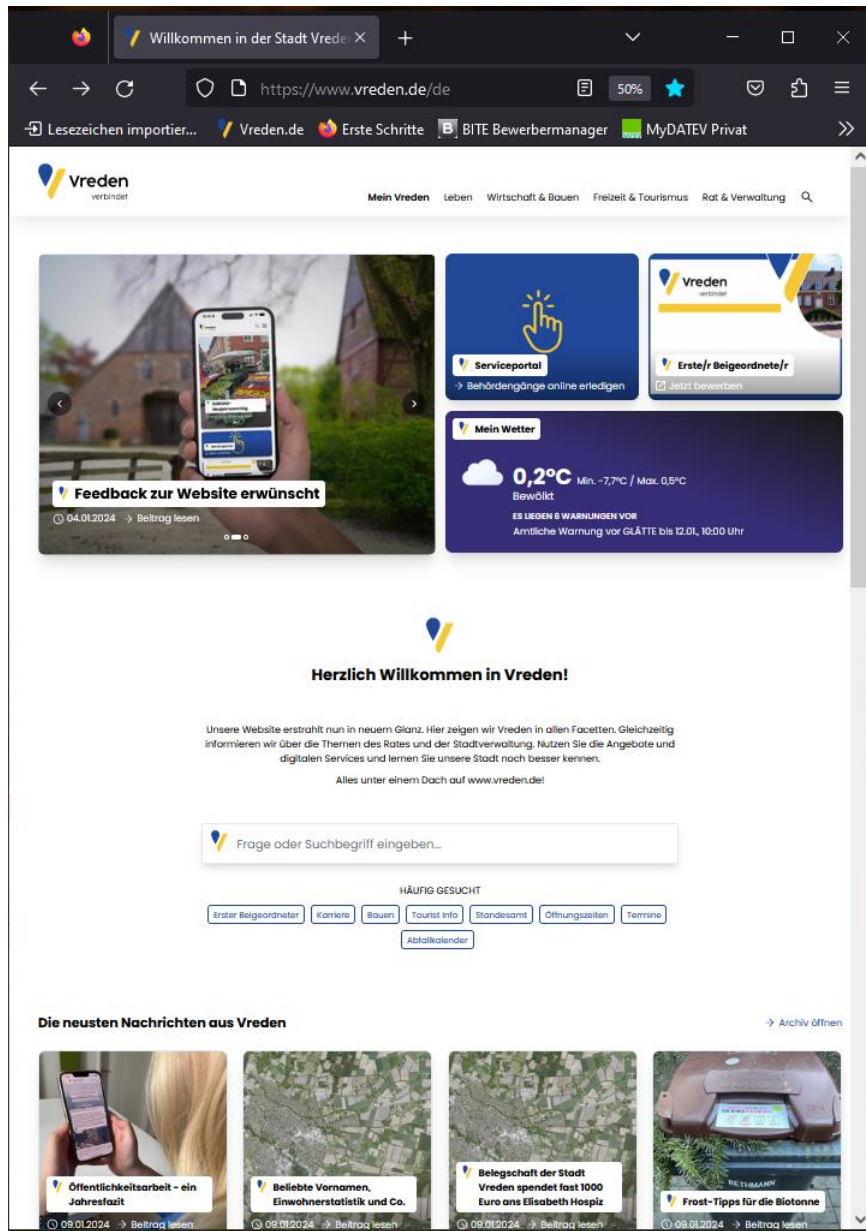 Willkommen in der Stadt Vrede
https://www.vreden.de/de
50%
Lesezeichen importier...
Vreden.de
Erste Schritte
BITE Bewerbermanager
MyDATEV Privat
Vreden
verbindet
Mein Vreden
Leben
Wirtschaft & Bauen
Freizeit & Tourismus
Rat & Verwaltung
Feedback zur Website erwünscht
04.01.2024 → Beitrag lesen
Serviceportal
→ Behördengänge online erledigen
Vreden
verbindet
Erste/r Beigeordnete/r
Jetzt bewerben
Mein Wetter
0,2°C Min. -7,7°C / Max. 0,5°C
Bewölkt
ES LIEGEN 6 WARNUNGEN VOR
Amtliche Warnung vor GLÄTTE bis 12.01., 10:00 Uhr
Herzlich Willkommen in Vreden!
Unsere Website erstrahlt nun in neuem Glanz. Hier zeigen wir Vreden in allen Facetten. Gleichzeitig
informieren wir über die Themen des Rates und der Stadtverwaltung. Nutzen Sie die Angebote und
digitalen Services und lernen Sie unsere Stadt noch besser kennen.
Alles unter einem Dach auf www.vreden.de!
Frage oder Suchbegriff eingeben...
HÄUFIG GESUCHT
Erster Beigeordneter
Karriere
Bauen
Tourist Info
Standesamt
Öffnungszeiten
Termine
Abfallkalender
Die neusten Nachrichten aus Vreden
→ Archiv öffnen
Öffentlichkeitsarbeit - ein
Jahresfazit
09.01.2024 → Beitrag lesen
Beliebte Vornamen,
Einwohnerstatistik und Co.
09.01.2024 → Beitrag lesen
Belegschaft der Stadt
Vreden spendet fast 1000
Euro ans Elisabeth Hospiz
09.01.2024 → Beitrag lesen
RETHMANN
Frost-Tipps für die Biotonne
09.01.2024 → Beitrag lesen